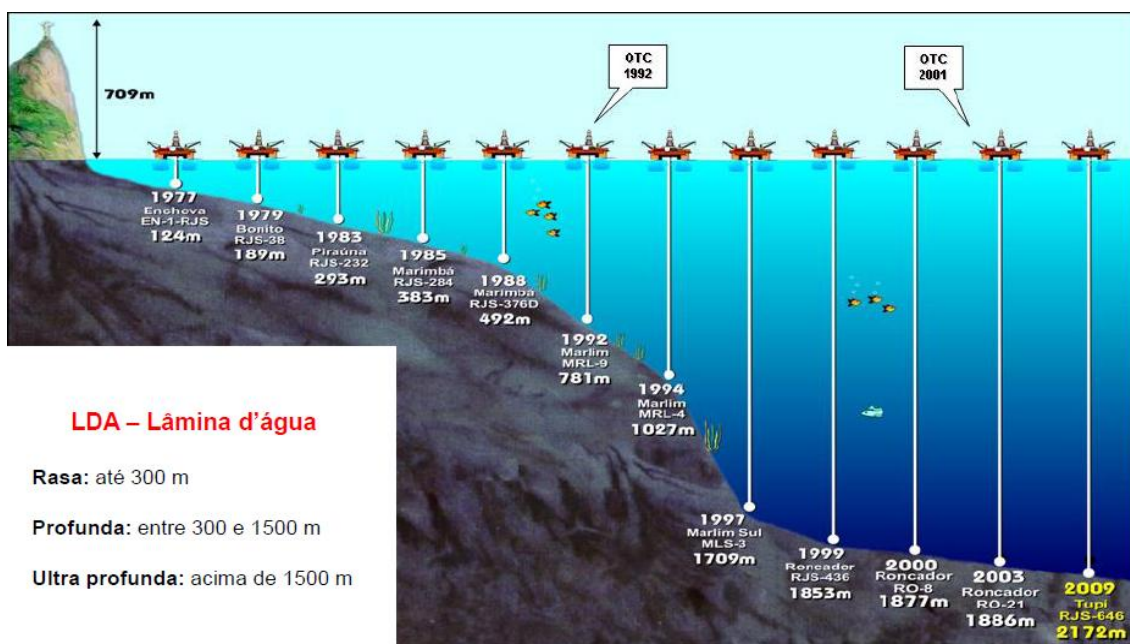 OTC
1992
OTC
2001
709m
1977
Enchova
EN-1-RJS
124m
1979
Bonito
RJS-38
189m
1983
Piraúna
RJS-232
293m
1985
Marimbá
RJS-284
383m
1988
Marimbá
RJS-376D
492m
1992
Marlim
MRL-9
781m
1994
Marlim
MRL-4
1027m
1997
Marlim Sul
MLS-3
1709m
1999
Roncador
RJS-436
1853m
2000
Roncador
RO-8
1877m
2003
Roncador
RO-21
1886m
2009
Tupi
RJS-646
2172m
LDA – Lâmina d’água
Rasa: até 300 m
Profunda: entre 300 e 1500 m
Ultra profunda: acima de 1500 m